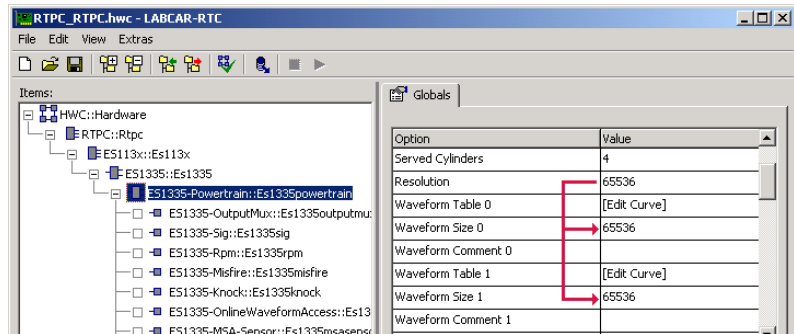 RTPC_RTPC.hwc - LABCAR-RTC
File Edit View Extras
Items:
HWC::Hardware
RTPC::Rtpc
ES113x::Es113x
ES1335::Es1335
ES1335-Powertrain::Es1335powertrain
ES1335-OutputMux::Es1335outputmu
ES1335-Sig::Es1335sig
ES1335-Rpm::Es1335rpm
ES1335-Misfire::Es1335misfire
ES1335-Knock::Es1335knock
ES1335-OnlineWaveformAccess::Es13
ES1335-MSA-Sensor::Es1335msasenso
Globals
Option Value
Served Cylinders 4
Resolution 65536
Waveform Table 0 [Edit Curve]
Waveform Size 0 65536
Waveform Comment 0
Waveform Table 1 [Edit Curve]
Waveform Size 1 65536
Waveform Comment 1